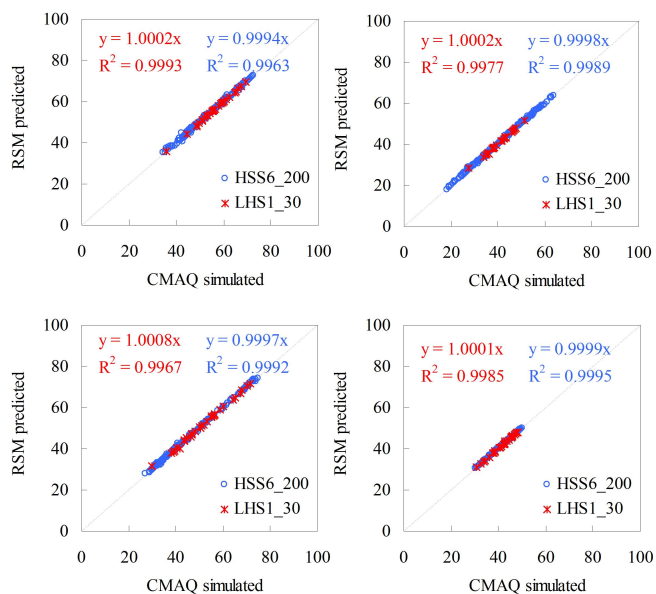 100
80
60
40
20
0
RSM predicted
y = 1.0002x y = 0.9994x
R² = 0.9993 R² = 0.9963
HSS6_200
LHS1_30
0 20 40 60 80 100
CMAQ simulated
100
80
60
40
20
0
RSM predicted
y = 1.0002x y = 0.9998x
R² = 0.9977 R² = 0.9989
HSS6_200
LHS1_30
0 20 40 60 80 100
CMAQ simulated
100
80
60
40
20
0
RSM predicted
y = 1.0008x y = 0.9997x
R² = 0.9967 R² = 0.9992
HSS6_200
LHS1_30
0 20 40 60 80 100
CMAQ simulated
100
80
60
40
20
0
RSM predicted
y = 1.0001x y = 0.9999x
R² = 0.9985 R² = 0.9995
HSS6_200
LHS1_30
0 20 40 60 80 100
CMAQ simulated